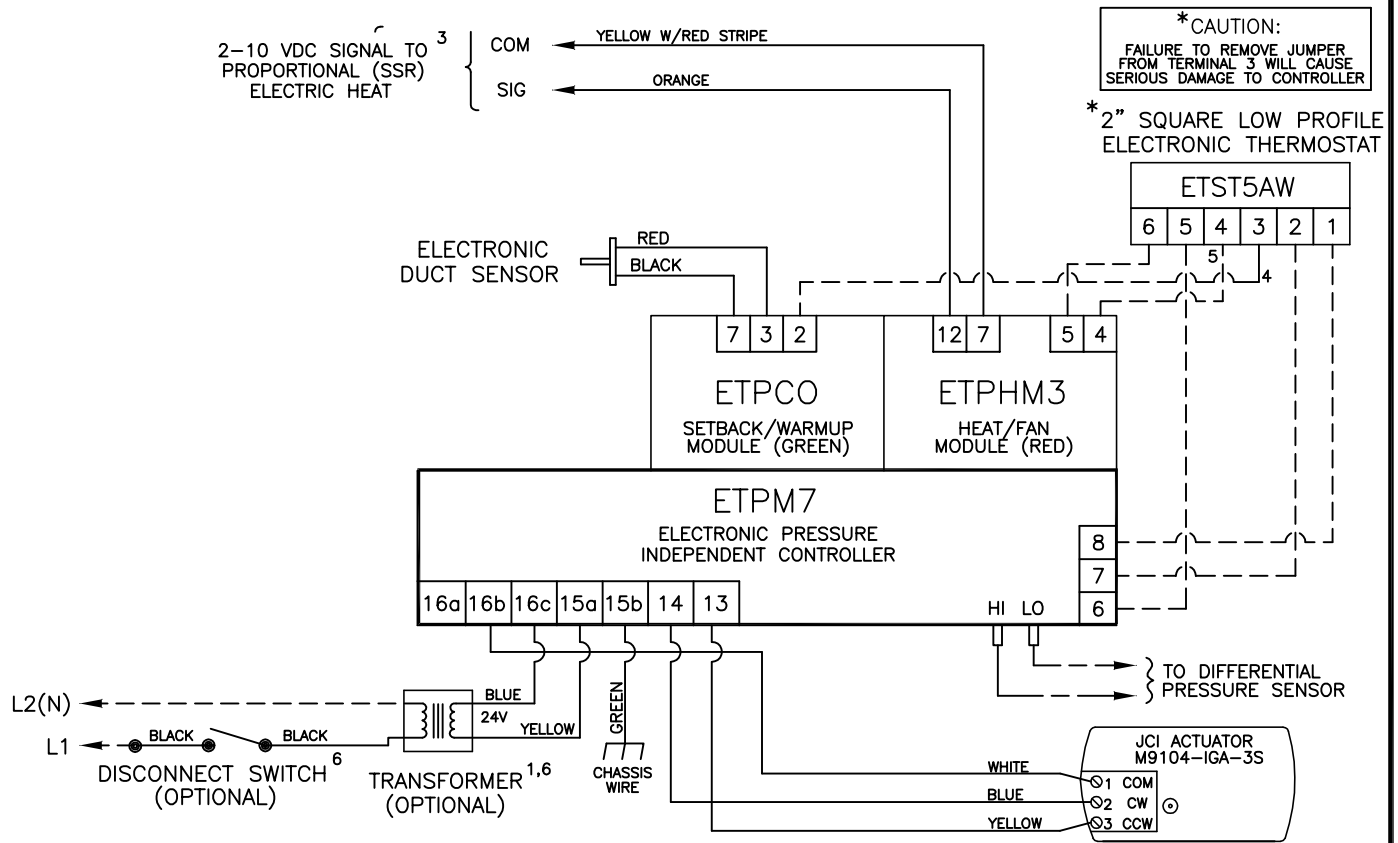 2-10 VDC SIGNAL TO 3
PROPORTIONAL (SSR)
ELECTRIC HEAT
COM
YELLOW W/RED STRIPE
SIG
ORANGE
*CAUTION:
FAILURE TO REMOVE JUMPER
FROM TERMINAL 3 WILL CAUSE
SERIOUS DAMAGE TO CONTROLLER
*2" SQUARE LOW PROFILE
ELECTRONIC THERMOSTAT
ETST5AW
6 5 4 3 2 1
5
4
ELECTRONIC
DUCT SENSOR
RED
BLACK
7 3 2
12 7
5 4
ETPCO
SETBACK/WARMUP
MODULE (GREEN)
ETPHM3
HEAT/FAN
MODULE (RED)
ETPM7
ELECTRONIC PRESSURE
INDEPENDENT CONTROLLER
8
7
6
16a 16b 16c 15a 15b 14 13
HI LO
TO DIFFERENTIAL
PRESSURE SENSOR
L2(N)
L1
BLACK
BLACK
DISCONNECT SWITCH 6
(OPTIONAL)
BLUE
24V
YELLOW
TRANSFORMER 1,6
(OPTIONAL)
GREEN
CHASSIS
WIRE
WHITE
BLUE
YELLOW
JCI ACTUATOR
M9104-IGA-3S
1 COM
2 CW
3 CCW